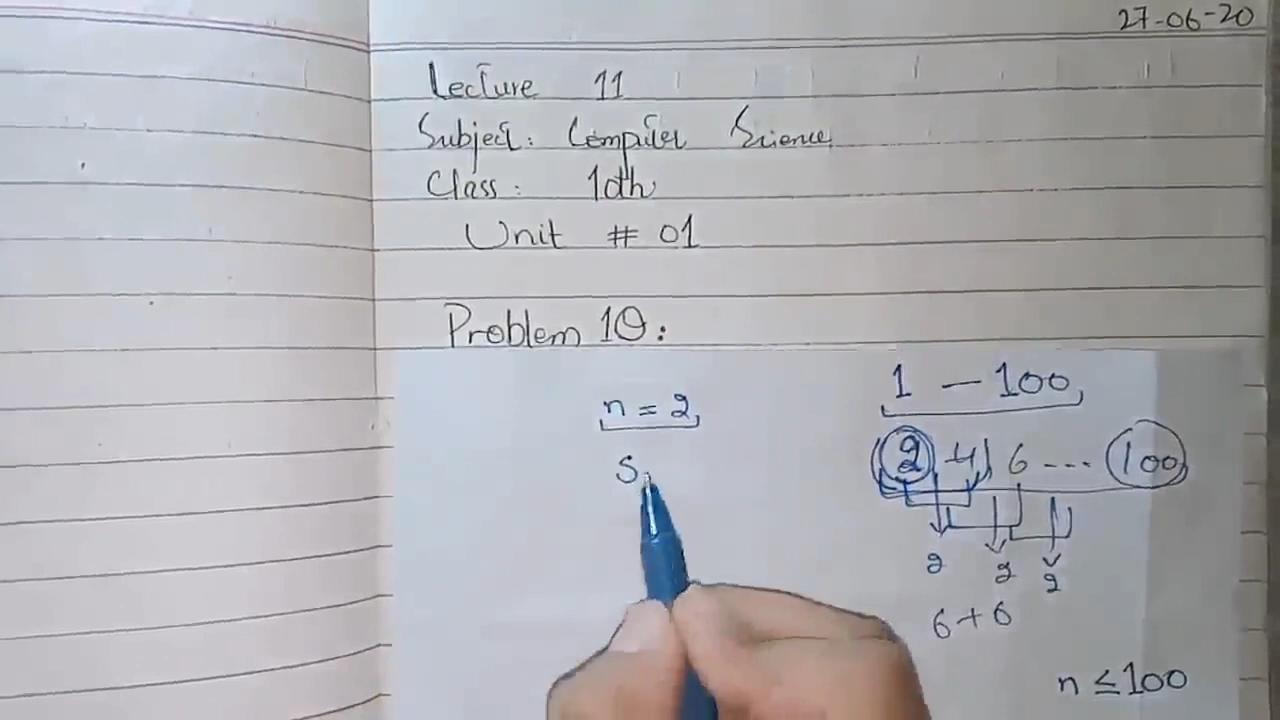 27-06-20
Lecture 11
Subject: Computer Science
Class: 10th
Unit # 01
Problem 10:
n = 2
S
1 — 100
2 4 6 --- 100
2 2 2
6 + 6
n ≤ 100